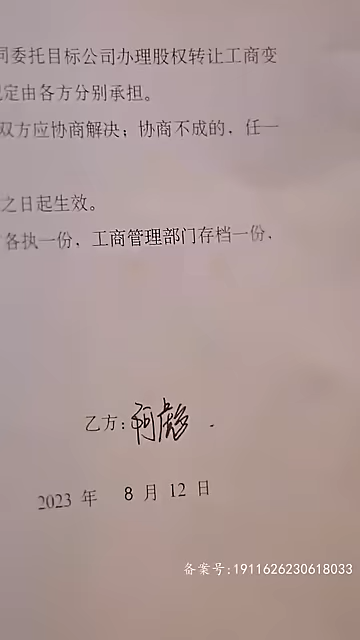 同委托目标公司办理股权转让工商变
定由各方分别承担。
双方应协商解决；协商不成的，任一
之日起生效。
各执一份，工商管理部门存档一份，
乙方：
2023 年 8 月 12 日
备案号:1911626230618033